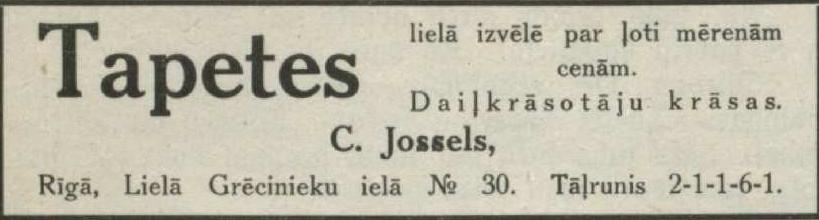 Tapetes
lielā izvēlē par ļoti mērenām
cenām.
Daiļkrāsotāju krāsas.
C. Jossels,
Rīgā, Lielā Grēcinieku ielā № 30. Tāļrunis 2-1-1-6-1.